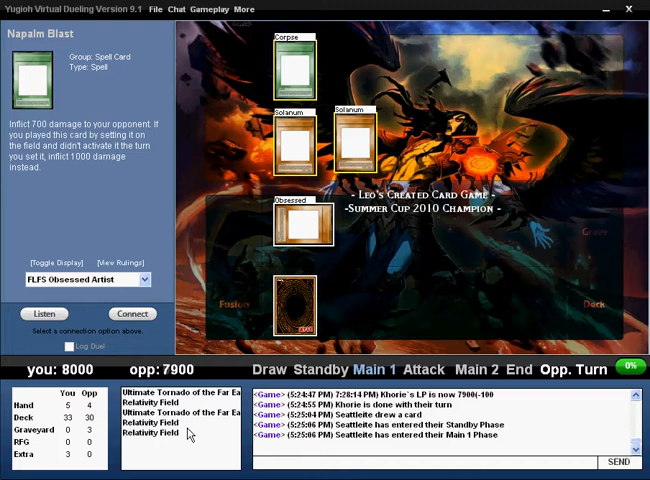 Yugioh Virtual Dueling Version 9.1 File Chat Gameplay More
Napalm Blast
Group: Spell Card
Type: Spell
Inflict 700 damage to your opponent. If
you played this card by setting it on
the field and didn't activate it the turn
you set it, inflict 1000 damage
instead.
[Toggle Display] [View Rulings]
FLFS Obsessed Artist
Listen Connect
Select a connection option above.
Log Duel
Corpse
Solanum
Solanum
Obsessed
- Leo's Created Card Game -
-Summer Cup 2010 Champion -
Grave
Fusion
Deck
you: 8000 opp: 7900 Draw Standby Main 1 Attack Main 2 End Opp. Turn 0%
You Opp
Hand 5 4
Deck 33 30
Graveyard 0 3
RFG 0 0
Extra 3 0
Ultimate Tornado of the Far Ea
Relativity Field
Ultimate Tornado of the Far Ea
Relativity Field
Relativity Field
<Game> (5:24:47 PM) 7:28:14 PM) Khorie`s LP is now 7900(-100
<Game> (5:24:55 PM) Khorie is done with their turn
<Game> (5:25:04 PM) Seattleite drew a card
<Game> (5:25:06 PM) Seattleite has entered their Standby Phase
<Game> (5:25:06 PM) Seattleite has entered their Main 1 Phase
SEND